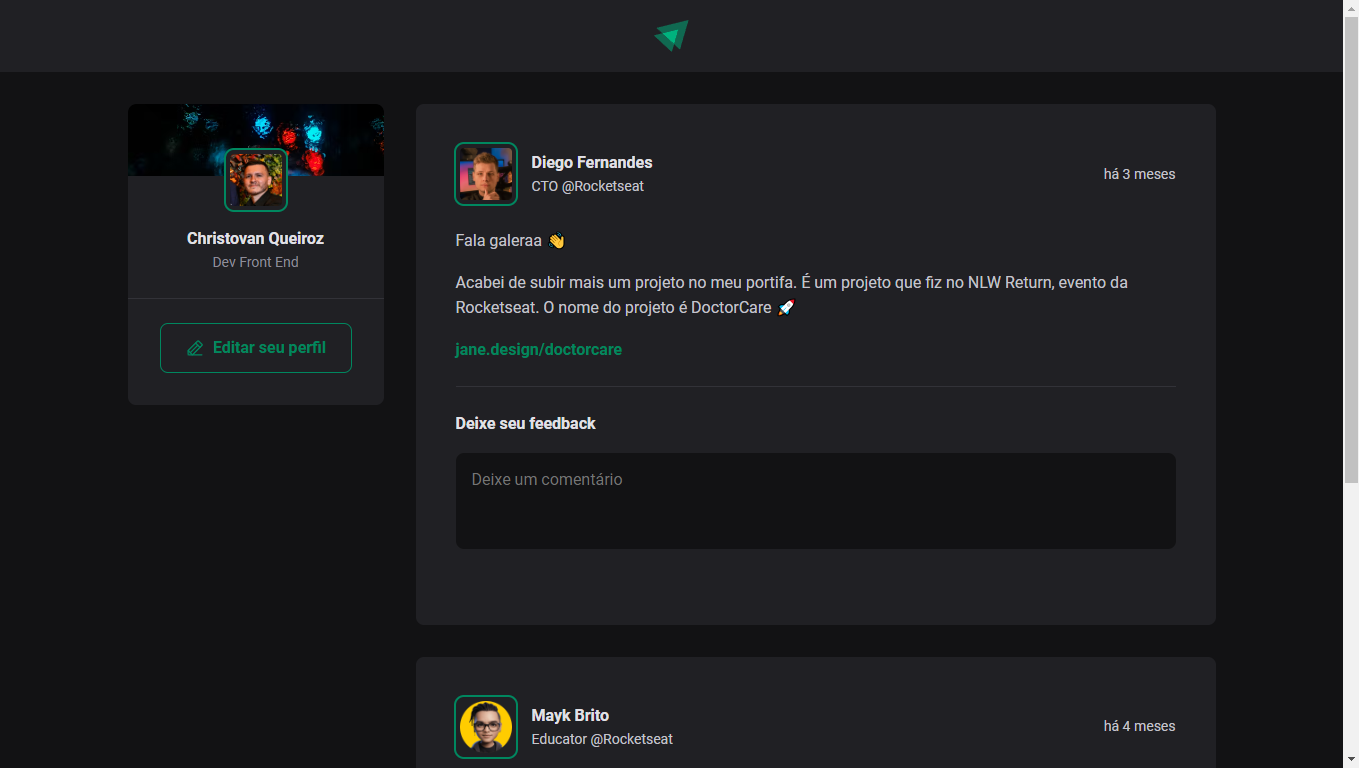 Christovan Queiroz
Dev Front End
Editar seu perfil
Diego Fernandes
CTO @Rocketseat
há 3 meses
Fala galeraa 👋
Acabei de subir mais um projeto no meu portifa. É um projeto que fiz no NLW Return, evento da
Rocketseat. O nome do projeto é DoctorCare 🚀
jane.design/doctorcare
Deixe seu feedback
Deixe um comentário
Mayk Brito
Educator @Rocketseat
há 4 meses